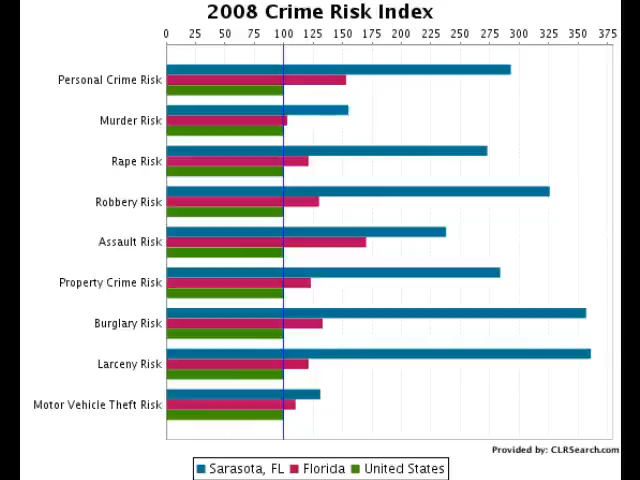 2008 Crime Risk Index
0 25 50 75 100 125 150 175 200 225 250 275 300 325 350 375
Personal Crime Risk
Murder Risk
Rape Risk
Robbery Risk
Assault Risk
Property Crime Risk
Burglary Risk
Larceny Risk
Motor Vehicle Theft Risk
Provided by: CLRSearch.com
Sarasota, FL Florida United States